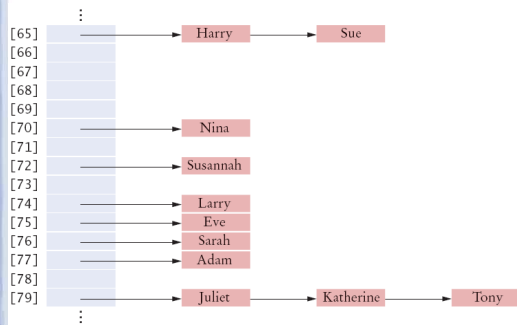 [65] Harry Sue
[66]
[67]
[68]
[69]
[70] Nina
[71]
[72] Susannah
[73]
[74] Larry
[75] Eve
[76] Sarah
[77] Adam
[78]
[79] Juliet Katherine Tony